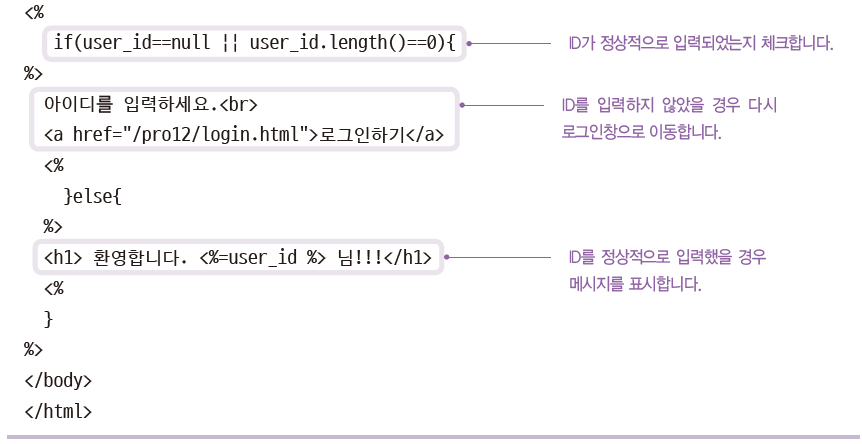 <%
if(user_id==null || user_id.length()==0){
ID가 정상적으로 입력되었는지 체크합니다.
%>
아이디를 입력하세요.<br>
<a href="/pro12/login.html">로그인하기</a>
ID를 입력하지 않았을 경우 다시
로그인창으로 이동합니다.
<%
}else{
%>
<h1> 환영합니다. <%=user_id %> 님!!!</h1>
ID를 정상적으로 입력했을 경우
메시지를 표시합니다.
<%
}
%>
</body>
</html>